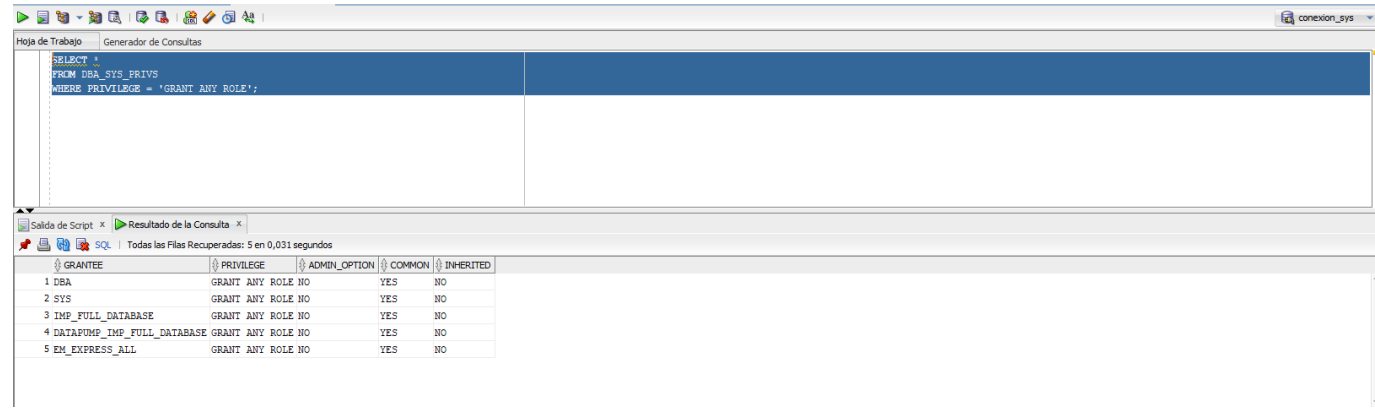 conexion_sys
Hoja de Trabajo Generador de Consultas
SELECT *
FROM DBA_SYS_PRIVS
WHERE PRIVILEGE = 'GRANT ANY ROLE';
Salida de Script x Resultado de la Consulta x
SQL | Todas las Filas Recuperadas: 5 en 0,031 segundos
GRANTEE PRIVILEGE ADMIN_OPTION COMMON INHERITED
1 DBA GRANT ANY ROLE NO YES NO
2 SYS GRANT ANY ROLE NO YES NO
3 IMP_FULL_DATABASE GRANT ANY ROLE NO YES NO
4 DATAPUMP_IMP_FULL_DATABASE GRANT ANY ROLE NO YES NO
5 EM_EXPRESS_ALL GRANT ANY ROLE NO YES NO